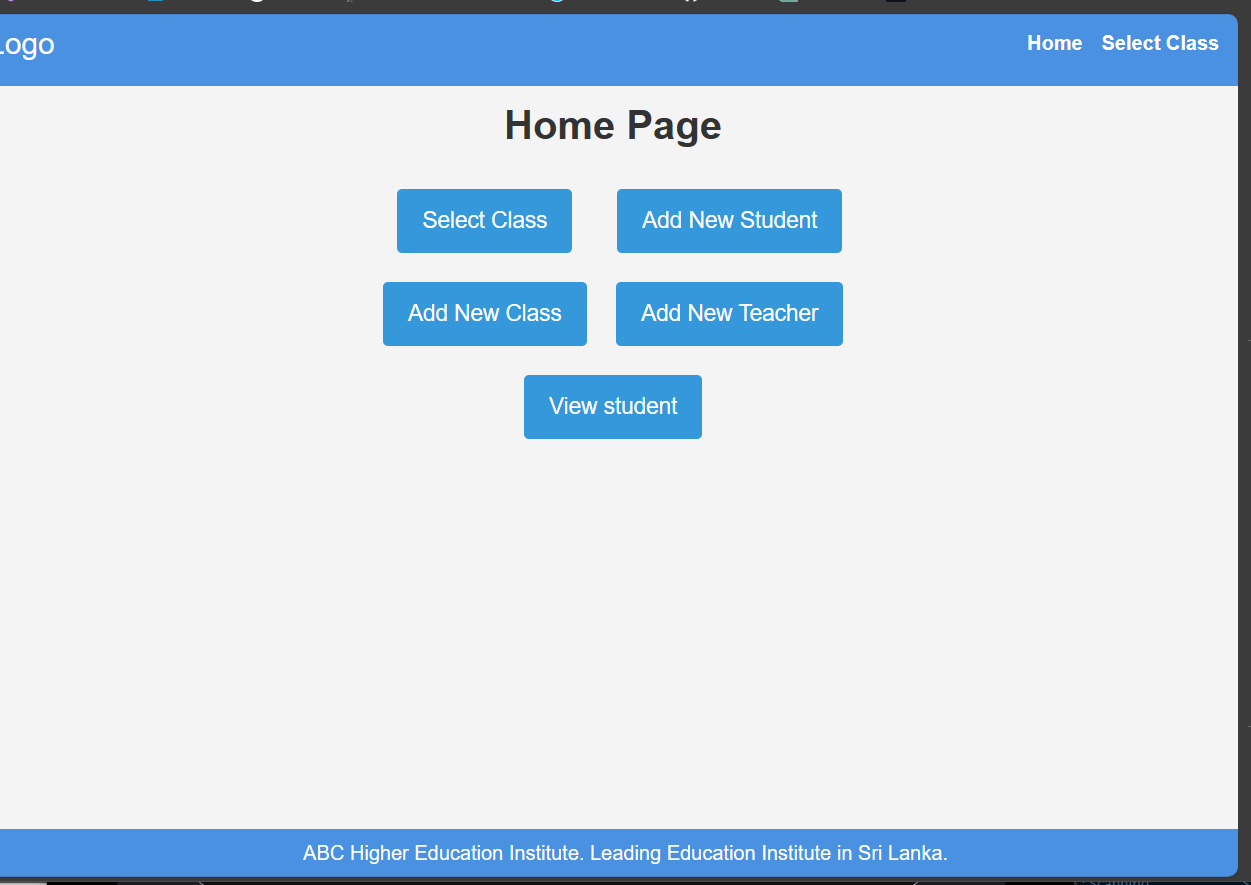 Logo
Home Select Class
Home Page
Select Class Add New Student
Add New Class Add New Teacher
View student
ABC Higher Education Institute. Leading Education Institute in Sri Lanka.